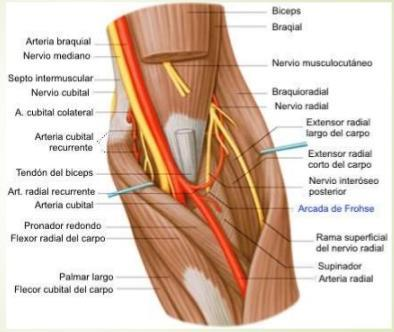 Biceps
Braqial
Arteria braquial
Nervio mediano
Nervio musculocutáneo
Septo intermuscular
Nervio cubital
Braquioradial
Nervio radial
A. cubital colateral
Extensor radial
largo del carpo
Arteria cubital
recurrente
Extensor radial
corto del carpo
Tendón del biceps
Nervio interóseo
posterior
Art. radial recurrente
Arteria cubital
Arcada de Frohse
Pronador redondo
Flexor radial del carpo
Rama superficial
del nervio radial
Supinador
Palmar largo
Arteria radial
Flecor cubital del carpo